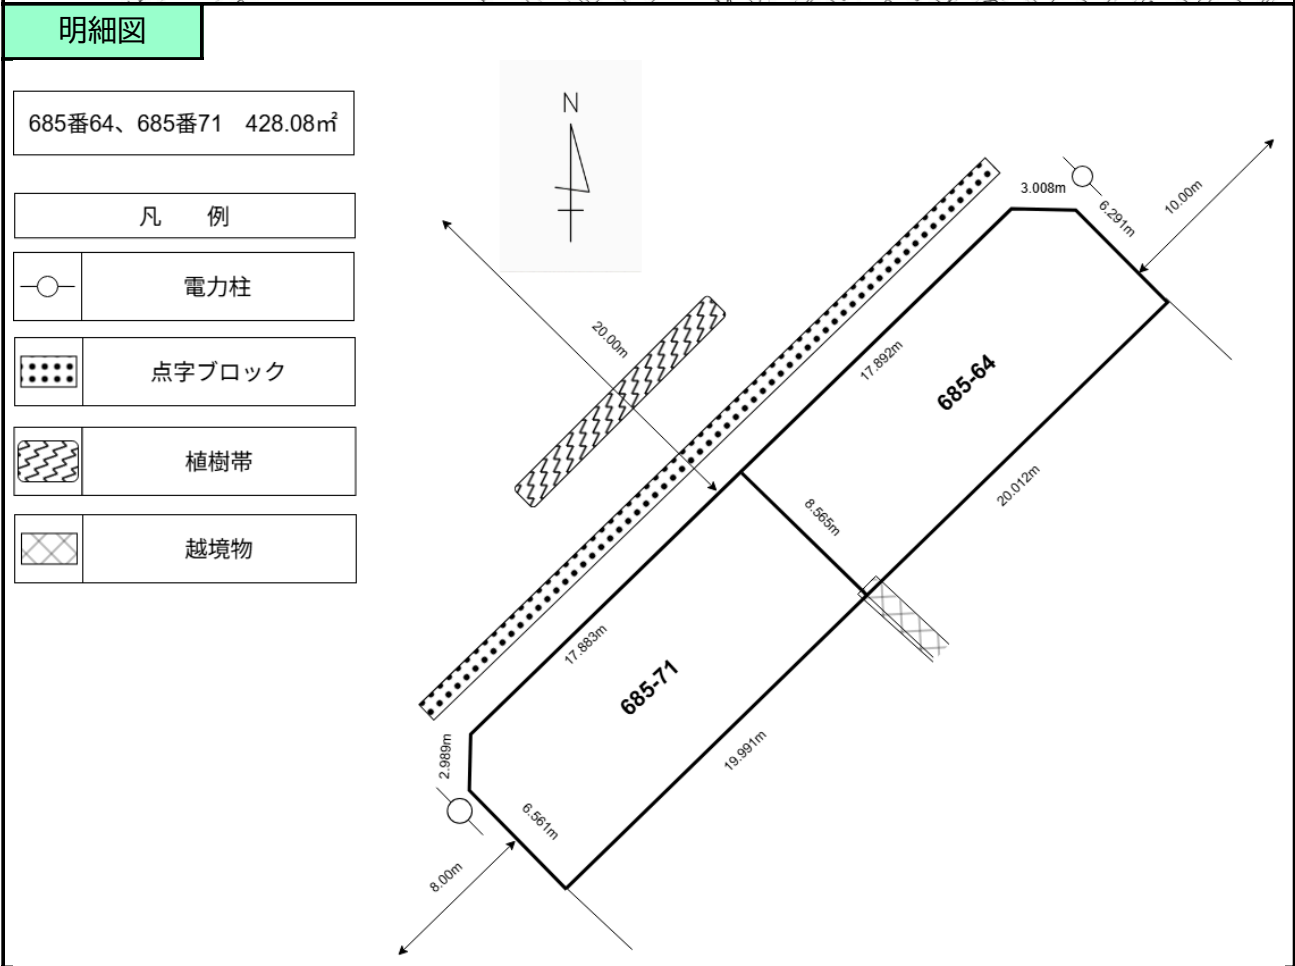 明細図
685番64、685番71　428.08㎡
凡　　例
電力柱
点字ブロック
植樹帯
越境物
N
3.008m
6.291m
10.00m
20.00m
17.892m
685-64
8.565m
20.012m
17.883m
685-71
2.989m
19.991m
6.561m
8.00m